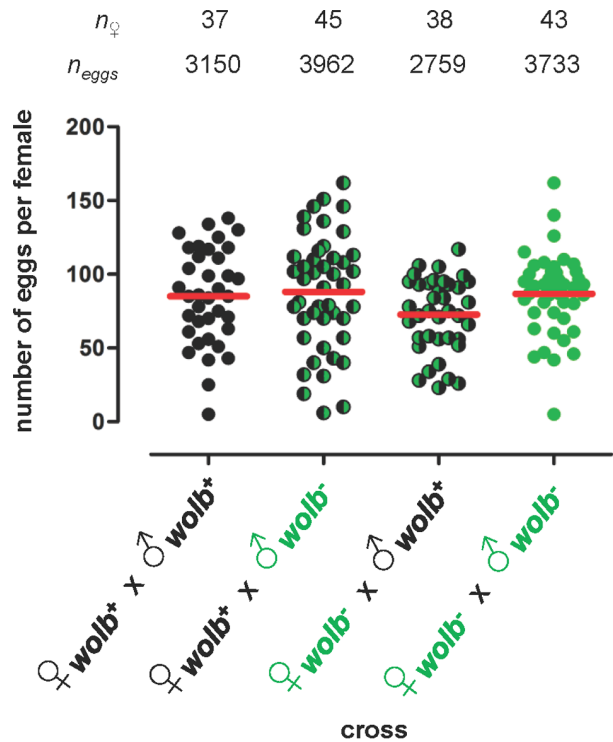 n♀ 37 45 38 43
neggs 3150 3962 2759 3733
number of eggs per female
200
150
100
50
0
♀ wolb+ x ♂ wolb+
♀ wolb+ x ♂ wolb-
♀ wolb- x ♂ wolb+
♀ wolb- x ♂ wolb-
cross